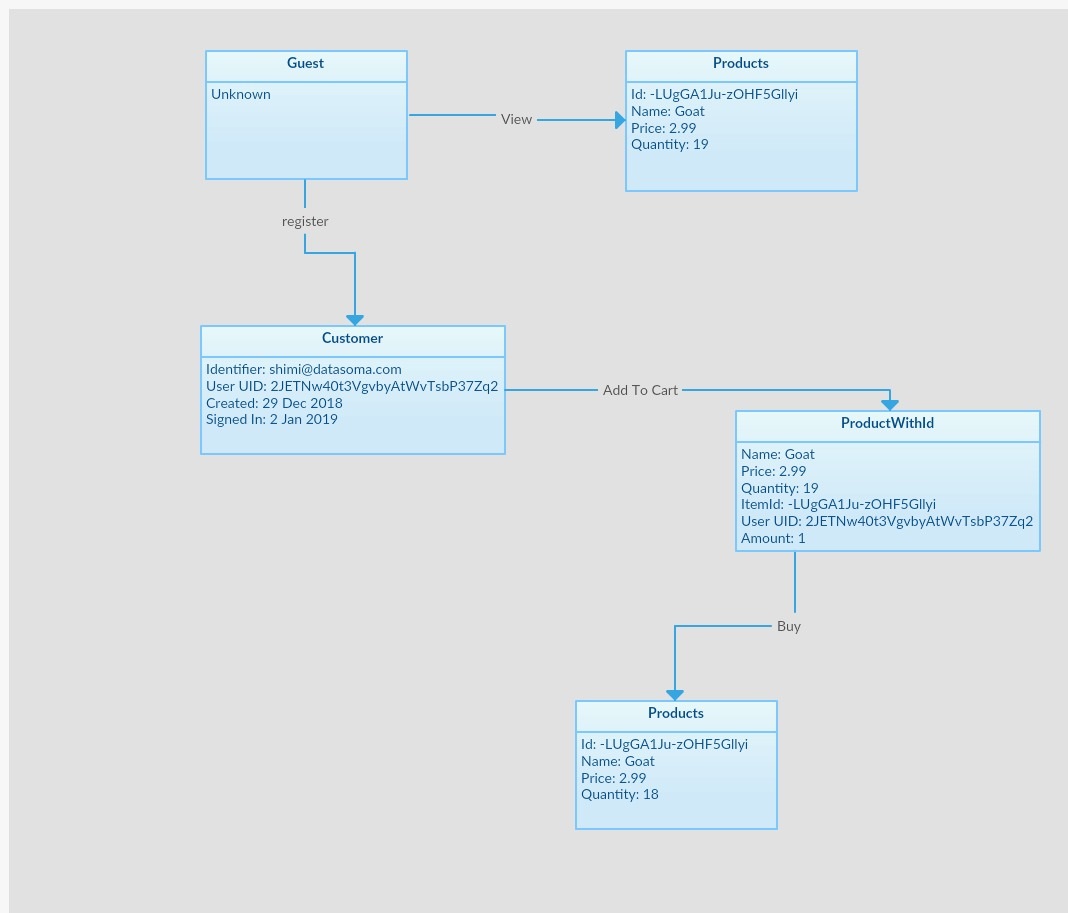 Guest
Unknown
View
Products
Id: -LUgGA1Ju-zOHF5Gllyi
Name: Goat
Price: 2.99
Quantity: 19
register
Customer
Identifier: shimi@datasoma.com
User UID: 2JETNw40t3VgvbyAtWvTsbP37Zq2
Created: 29 Dec 2018
Signed In: 2 Jan 2019
Add To Cart
ProductWithId
Name: Goat
Price: 2.99
Quantity: 19
ItemId: -LUgGA1Ju-zOHF5Gllyi
User UID: 2JETNw40t3VgvbyAtWvTsbP37Zq2
Amount: 1
Buy
Products
Id: -LUgGA1Ju-zOHF5Gllyi
Name: Goat
Price: 2.99
Quantity: 18